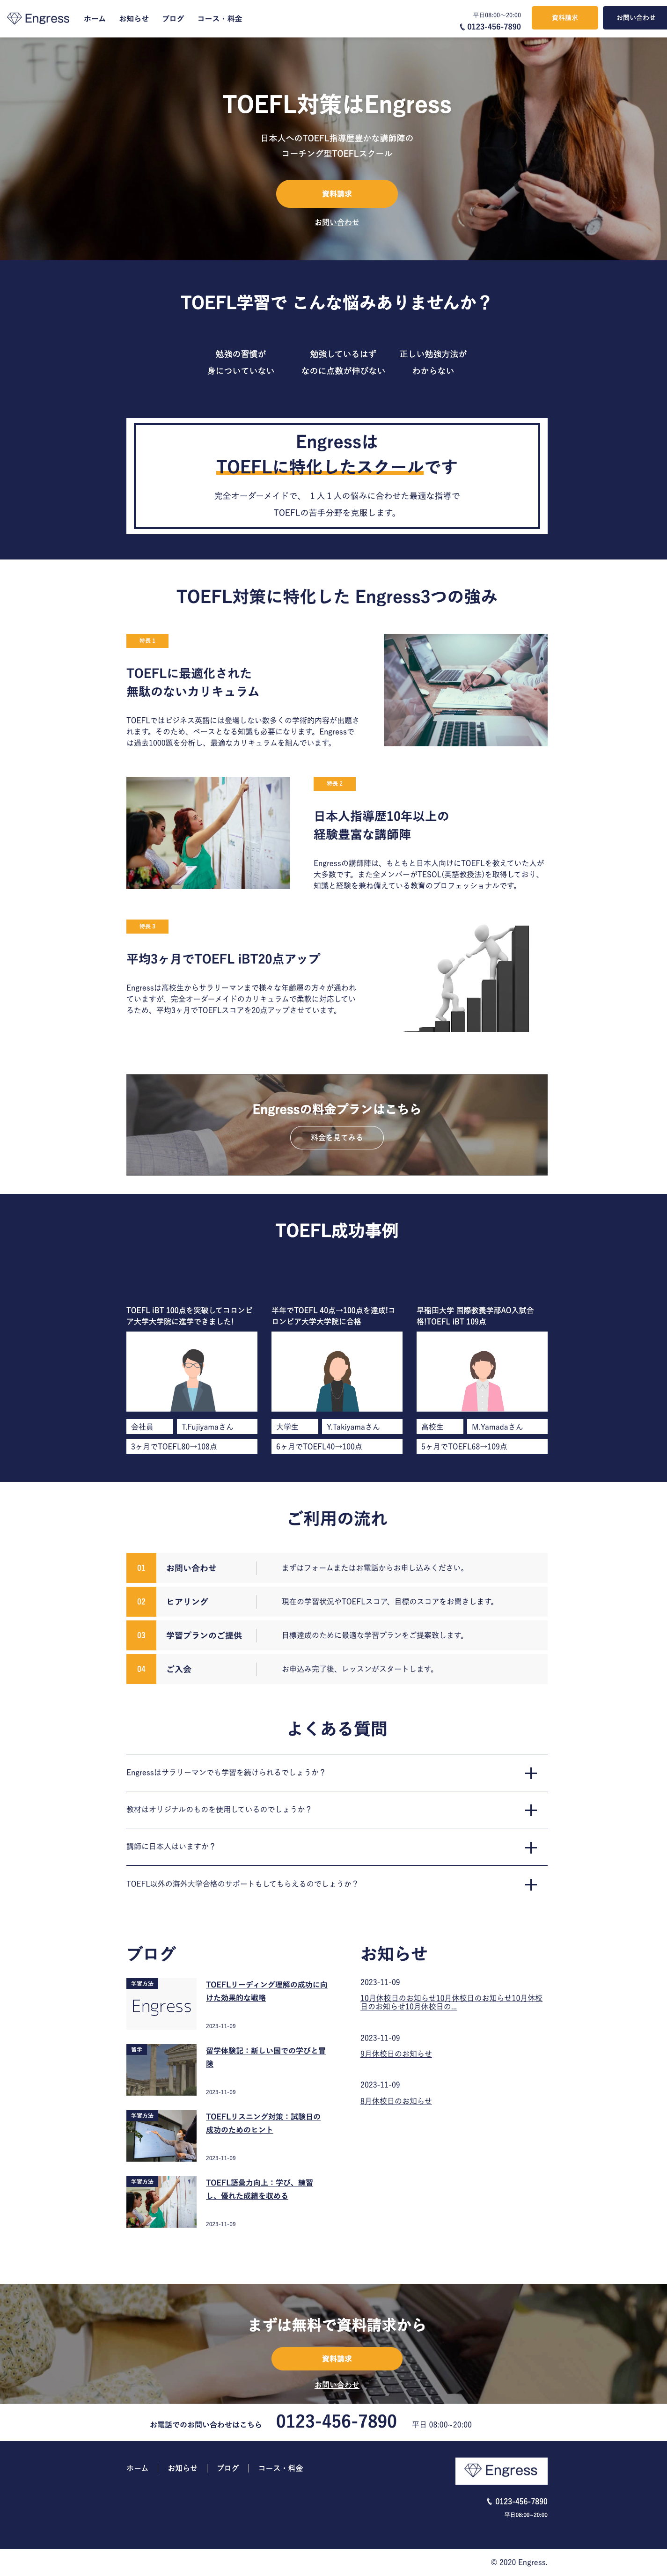 Engress
ホーム お知らせ ブログ コース・料金
平日08:00〜20:00
0123-456-7890
資料請求
お問い合わせ
TOEFL対策はEngress
日本人へのTOEFL指導歴豊かな講師陣の
コーチング型TOEFLスクール
資料請求
お問い合わせ
TOEFL学習で こんな悩みありませんか？
勉強の習慣が
身についていない
勉強しているはず
なのに点数が伸びない
正しい勉強方法が
わからない
Engressは
TOEFLに特化したスクールです
完全オーダーメイドで、 １人１人の悩みに合わせた最適な指導で
TOEFLの苦手分野を克服します。
TOEFL対策に特化した Engress3つの強み
特長 1
TOEFLに最適化された
無駄のないカリキュラム
TOEFLではビジネス英語には登場しない数多くの学術的内容が出題さ
れます。そのため、ベースとなる知識も必要になります。Engressで
は過去1000題を分析し、最適なカリキュラムを組んでいます。
特長 2
日本人指導歴10年以上の
経験豊富な講師陣
Engressの講師陣は、もともと日本人向けにTOEFLを教えていた人が
大多数です。また全メンバーがTESOL(英語教授法)を取得しており、
知識と経験を兼ね備えている教育のプロフェッショナルです。
特長 3
平均3ヶ月でTOEFL iBT20点アップ
Engressは高校生からサラリーマンまで様々な年齢層の方々が通われ
ていますが、完全オーダーメイドのカリキュラムで柔軟に対応してい
るため、平均3ヶ月でTOEFLスコアを20点アップさせています。
Engressの料金プランはこちら
料金を見てみる
TOEFL成功事例
TOEFL iBT 100点を突破してコロンビ
ア大学大学院に進学できました!
会社員 T.Fujiyamaさん
3ヶ月でTOEFL80→108点
半年でTOEFL 40点→100点を達成!コ
ロンビア大学大学院に合格
大学生 Y.Takiyamaさん
6ヶ月でTOEFL40→100点
早稲田大学 国際教養学部AO入試合
格!TOEFL iBT 109点
高校生 M.Yamadaさん
5ヶ月でTOEFL68→109点
ご利用の流れ
01 お問い合わせ まずはフォームまたはお電話からお申し込みください。
02 ヒアリング 現在の学習状況やTOEFLスコア、目標のスコアをお聞きします。
03 学習プランのご提供 目標達成のために最適な学習プランをご提案致します。
04 ご入会 お申込み完了後、レッスンがスタートします。
よくある質問
Engressはサラリーマンでも学習を続けられるでしょうか？
教材はオリジナルのものを使用しているのでしょうか？
講師に日本人はいますか？
TOEFL以外の海外大学合格のサポートもしてもらえるのでしょうか？
ブログ
学習方法
Engress
TOEFLリーディング理解の成功に向
けた効果的な戦略
2023-11-09
留学
留学体験記：新しい国での学びと冒
険
2023-11-09
学習方法
TOEFLリスニング対策：試験日の
成功のためのヒント
2023-11-09
学習方法
TOEFL語彙力向上：学び、練習
し、優れた成績を収める
2023-11-09
お知らせ
2023-11-09
10月休校日のお知らせ10月休校日のお知らせ10月休校
日のお知らせ10月休校日の...
2023-11-09
9月休校日のお知らせ
2023-11-09
8月休校日のお知らせ
まずは無料で資料請求から
資料請求
お問い合わせ
お電話でのお問い合わせはこちら 0123-456-7890 平日 08:00~20:00
ホーム お知らせ ブログ コース・料金
Engress
0123-456-7890
平日08:00~20:00
© 2020 Engress.